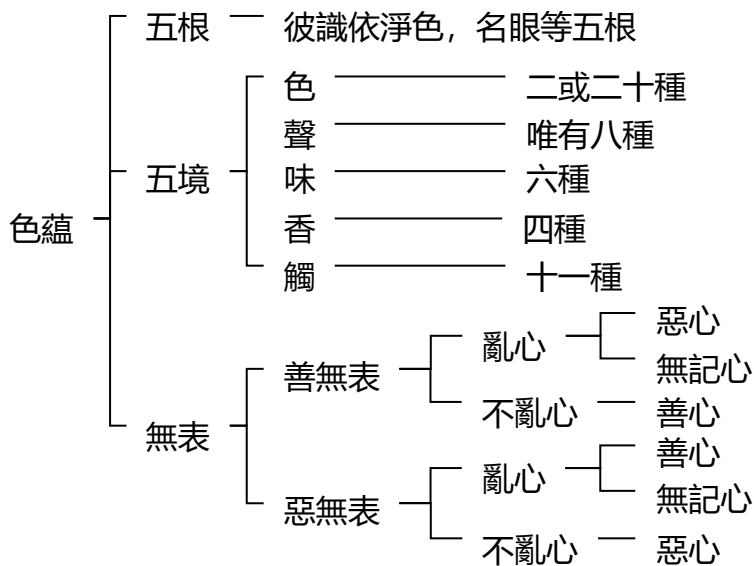 五根
彼識依淨色，名眼等五根
色
二或二十種
聲
唯有八種
五境
味
六種
色蘊
香
四種
觸
十一種
善無表
亂心
惡心
無記心
不亂心
善心
無表
惡無表
亂心
善心
無記心
不亂心
惡心